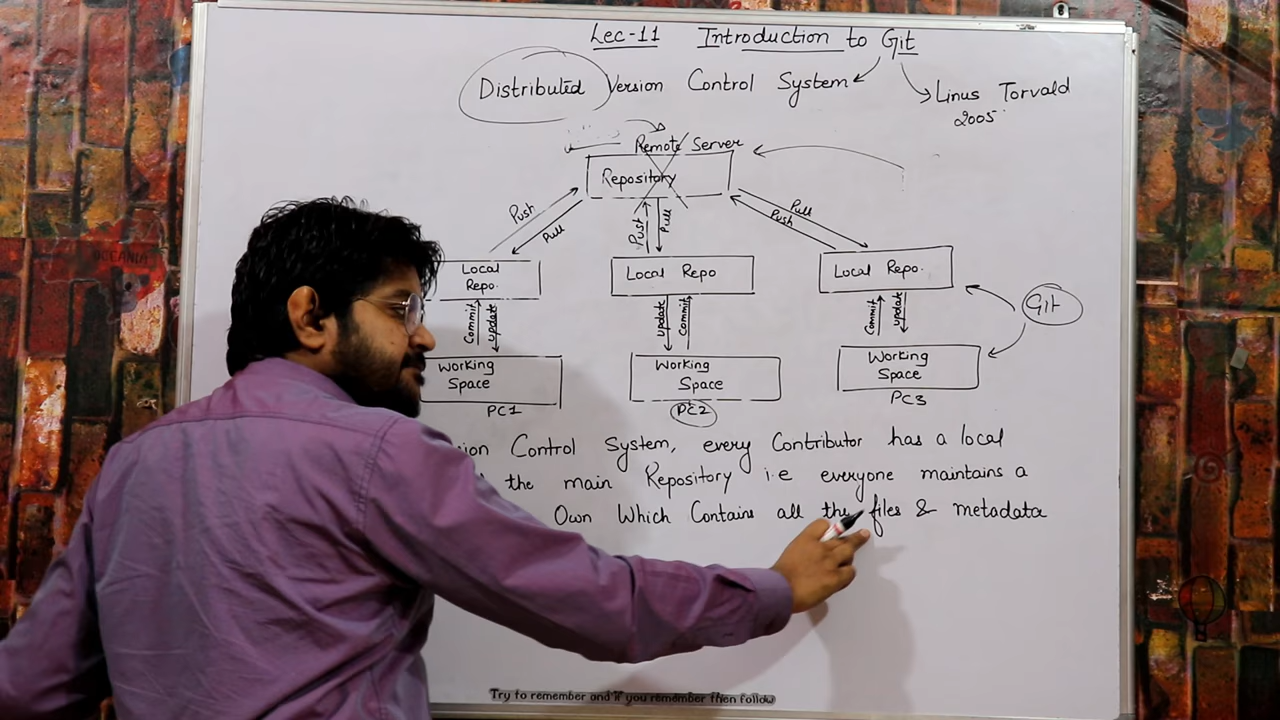 Lec-11 Introduction to Git
Distributed Version Control System
Linus Torvald
2005
Remote Server
Repository
Push
Pull
Push
Pull
Pull
Push
Local
Repo.
Local Repo
Local Repo.
Git
Commit
update
update
Commit
Commit
update
Working
Space
Working
Space
Working
Space
PC1
PC2
PC3
ion Control System, every Contributor has a local
the main Repository i.e everyone maintains a
Own Which Contains all the files & metadata
Try to remember and if you remember then follow
OCEANIA